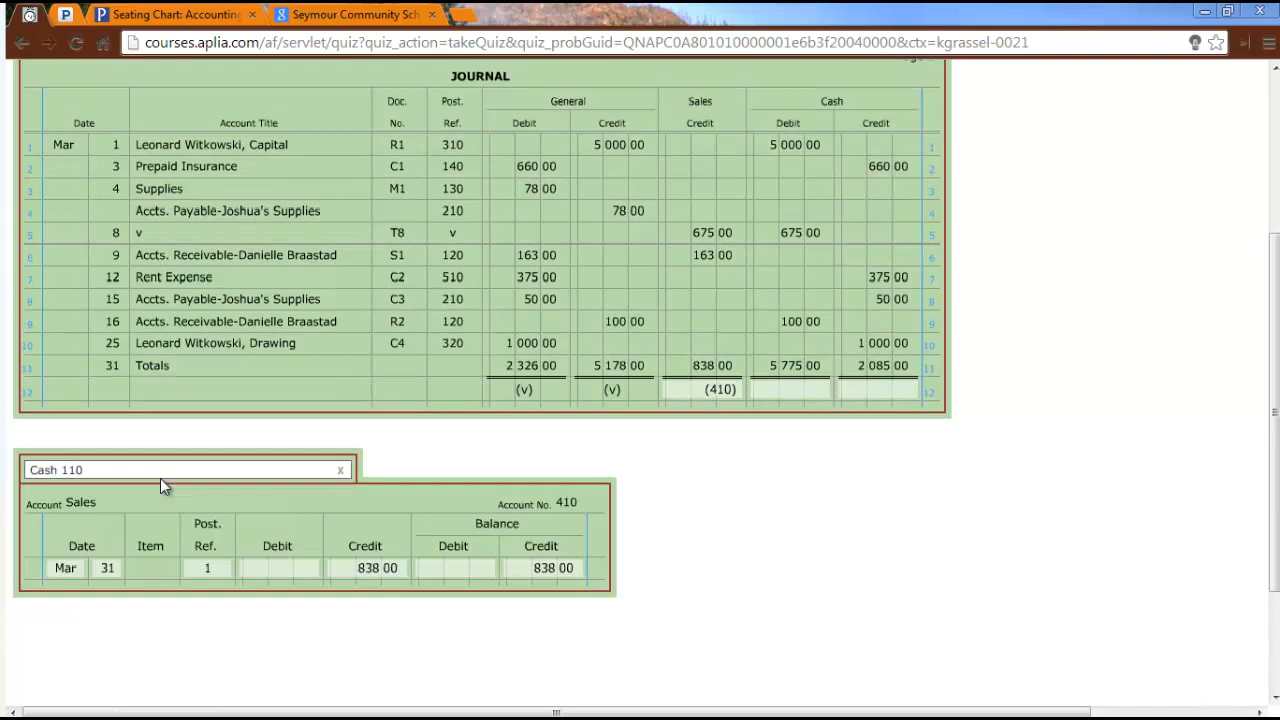 Seating Chart: Accounting
Seymour Community Sch
courses.aplia.com/af/servlet/quiz?quiz_action=takeQuiz&quiz_probGuid=QNAPC0A801010000001e6b3f20040000&ctx=kgrassel-0021
JOURNAL
Doc. Post. General Sales Cash
Date Account Title No. Ref. Debit Credit Credit Debit Credit
1 Mar 1 Leonard Witkowski, Capital R1 310 5 000 00 5 000 00 1
2 3 Prepaid Insurance C1 140 660 00 660 00 2
3 4 Supplies M1 130 78 00 3
4 Accts. Payable-Joshua's Supplies 210 78 00 4
5 8 v T8 v 675 00 675 00 5
6 9 Accts. Receivable-Danielle Braastad S1 120 163 00 163 00 6
7 12 Rent Expense C2 510 375 00 375 00 7
8 15 Accts. Payable-Joshua's Supplies C3 210 50 00 50 00 8
9 16 Accts. Receivable-Danielle Braastad R2 120 100 00 100 00 9
10 25 Leonard Witkowski, Drawing C4 320 1 000 00 1 000 00 10
11 31 Totals 2 326 00 5 178 00 838 00 5 775 00 2 085 00 11
12 (v) (v) (410) 12
Cash 110 x
Account Sales Account No. 410
Post. Balance
Date Item Ref. Debit Credit Debit Credit
Mar 31 1 838 00 838 00